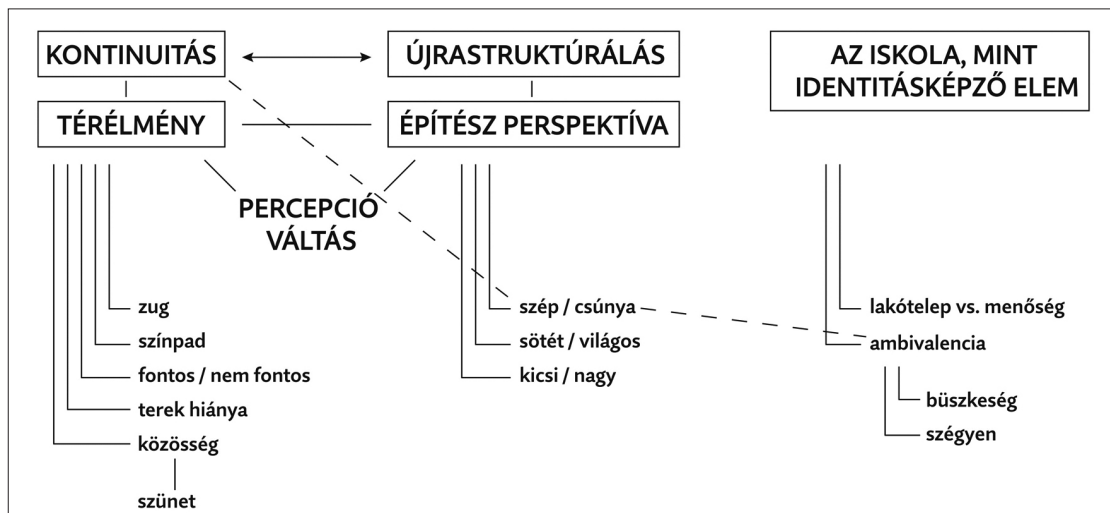 KONTINUITÁS
ÚJRASTRUKTÚRÁLÁS
AZ ISKOLA, MINT
IDENTITÁSKÉPZŐ ELEM
TÉRÉLMÉNY
ÉPÍTÉSZ PERSPEKTÍVA
PERCEPCIÓ
VÁLTÁS
zug
színpad
fontos / nem fontos
terek hiánya
közösség
szünet
szép / csúnya
sötét / világos
kicsi / nagy
lakótelep vs. menőség
ambivalencia
büszkeség
szégyen